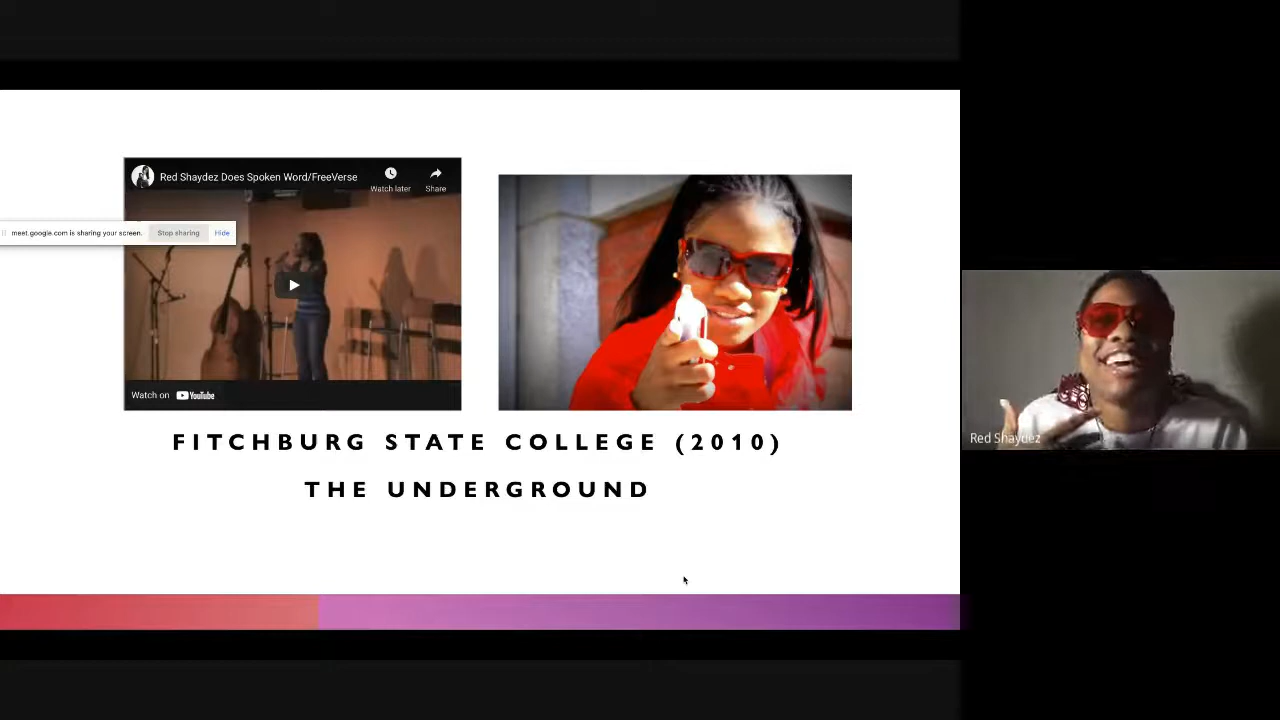 Red Shaydez Does Spoken Word/FreeVerse
Watch later
Share
meet.google.com is sharing your screen.
Stop sharing
Hide
Watch on YouTube
FITCHBURG STATE COLLEGE (2010)
THE UNDERGROUND
Red Shaydez